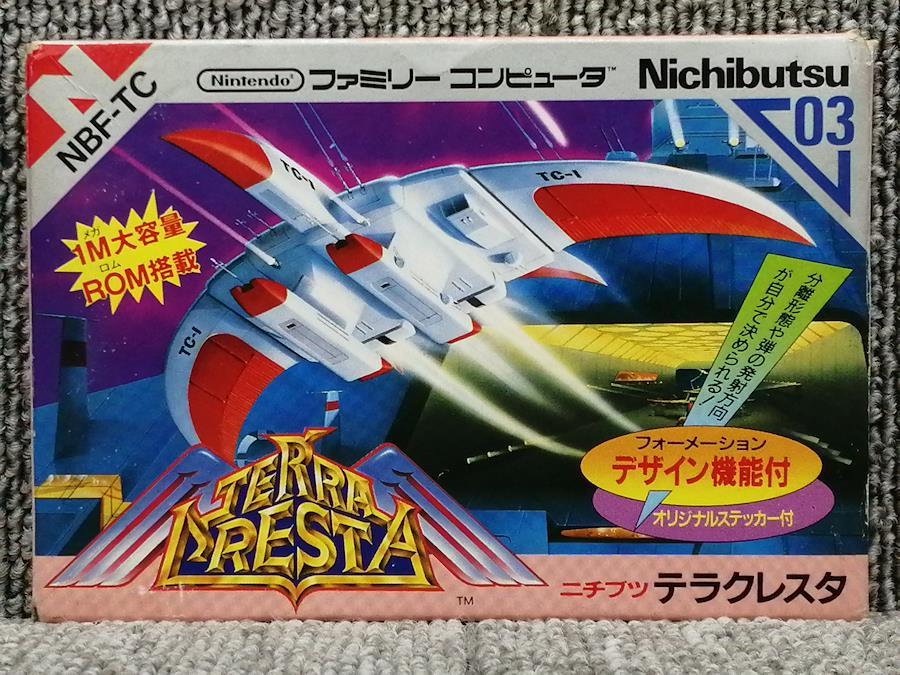 N
NBF-TC
Nintendo ファミリー コンピュータ™
Nichibutsu
03
メガ
1M大容量
ロム
ROM搭載
TC-1
TC-1
TC-1
分離形態や弾の発射方向
が自分で決められる!
フォーメーション
デザイン機能付
オリジナルステッカー付
TERRA
CRESTA
TM
ニチブツ テラクレスタ